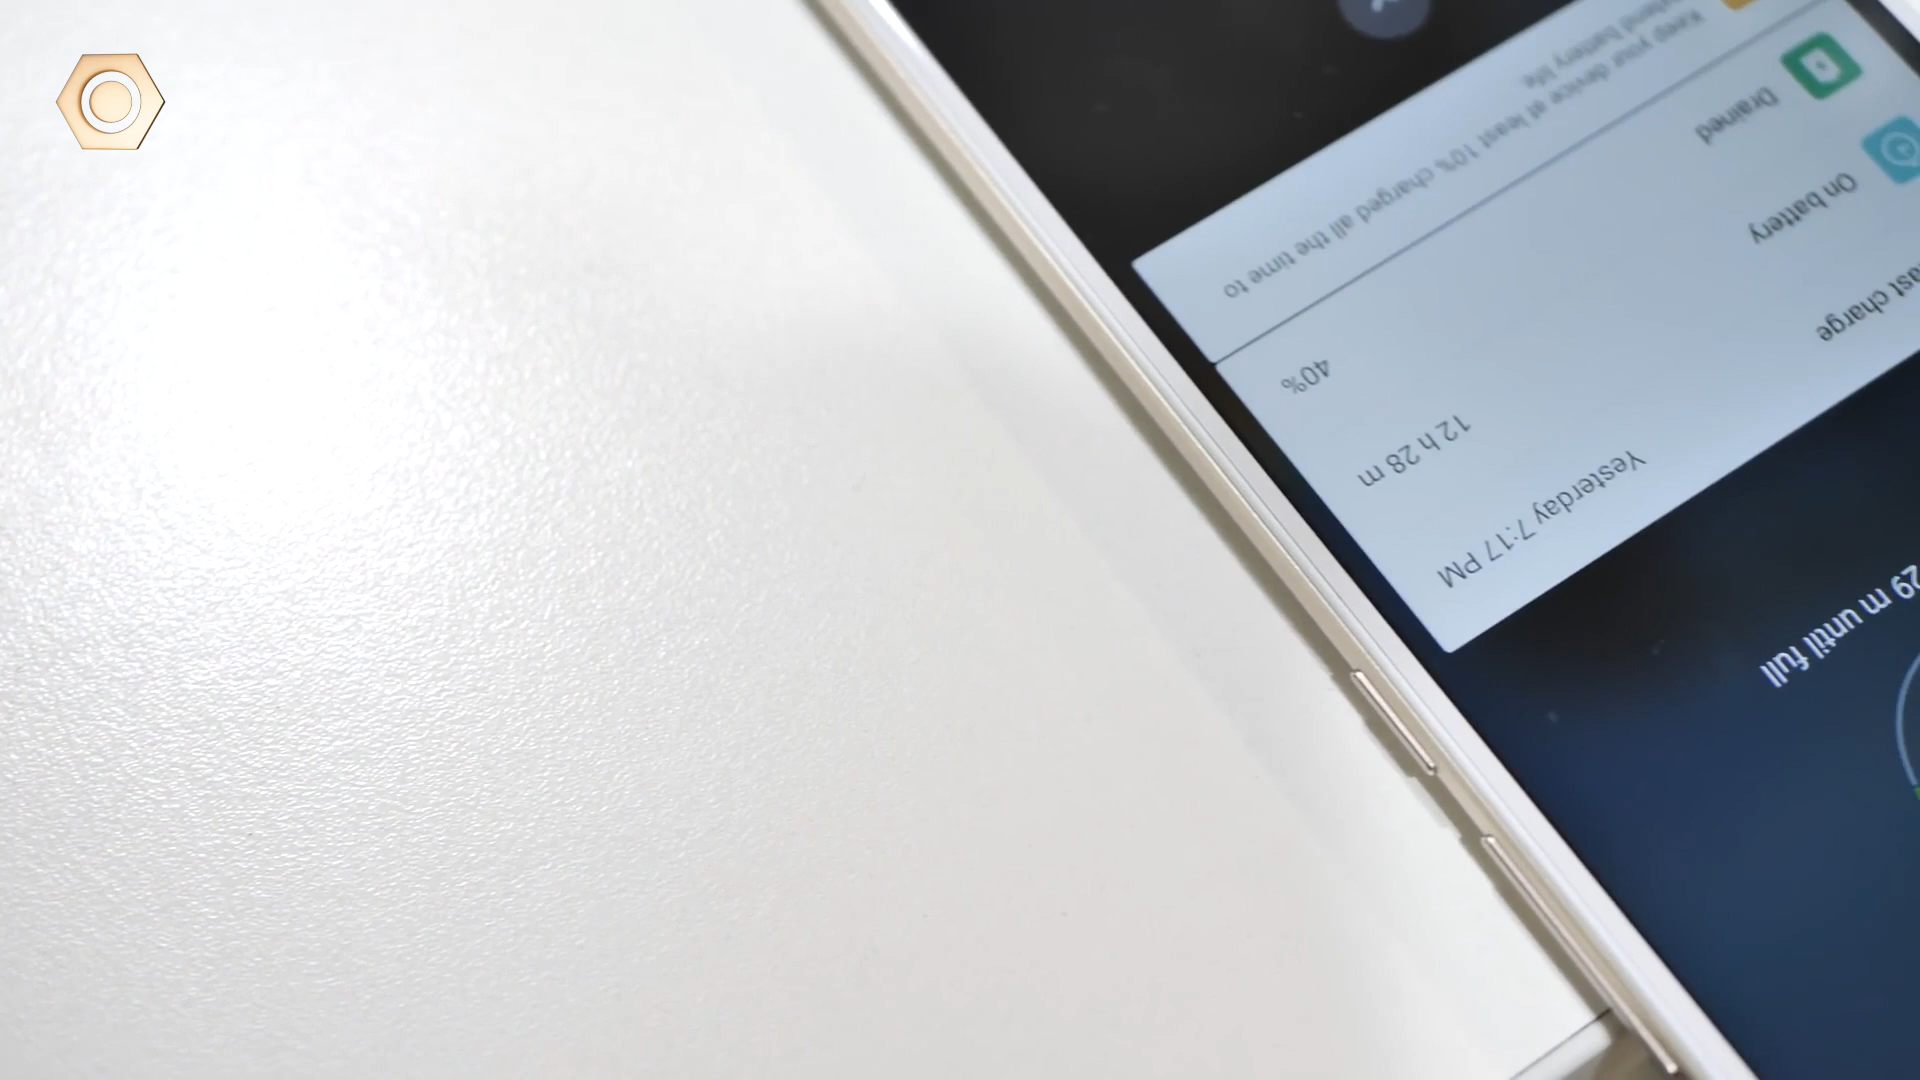 29 m until full
ast charge
Yesterday 7:17 PM
On battery
12 h 28 m
Drained
40%
Keep your device at least 10% charged all the time to
battery life.